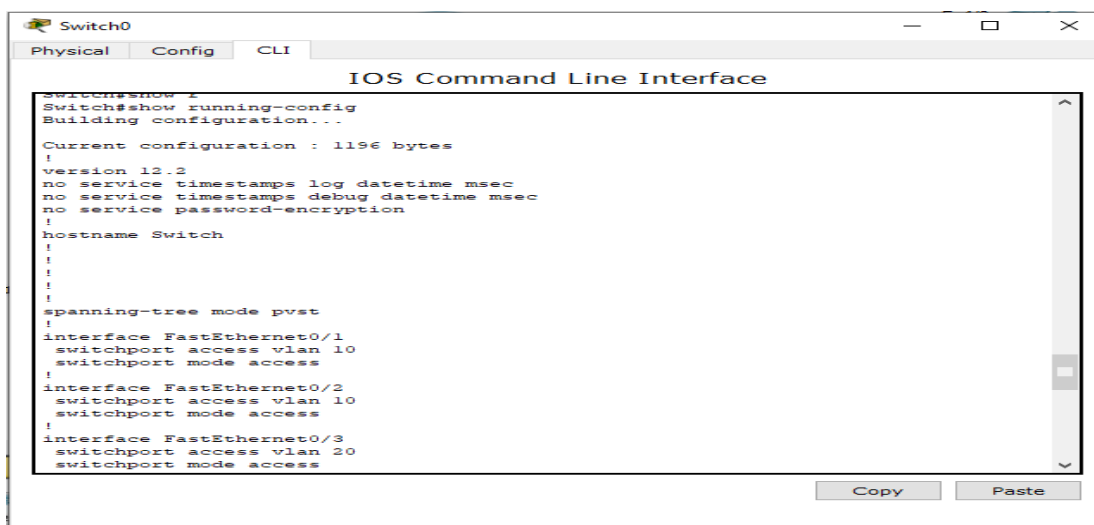 Switch0
Physical Config CLI
IOS Command Line Interface
Switch#show r
Switch#show running-config
Building configuration...
Current configuration : 1196 bytes
!
version 12.2
no service timestamps log datetime msec
no service timestamps debug datetime msec
no service password-encryption
!
hostname Switch
!
!
!
!
!
spanning-tree mode pvst
!
interface FastEthernet0/1
switchport access vlan 10
switchport mode access
!
interface FastEthernet0/2
switchport access vlan 10
switchport mode access
!
interface FastEthernet0/3
switchport access vlan 20
switchport mode access
Copy Paste